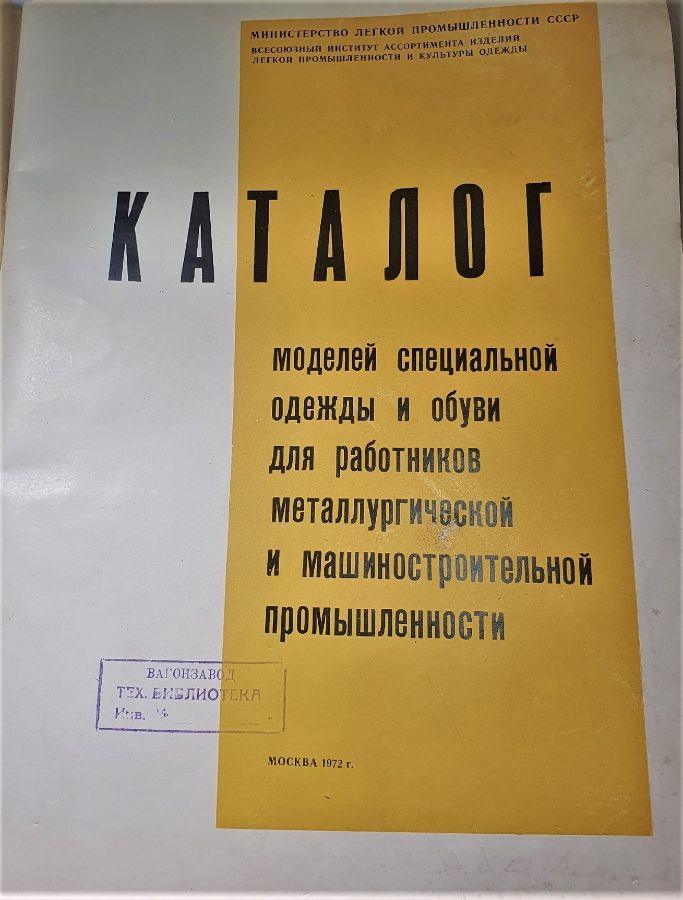 МИНИСТЕРСТВО ЛЕГКОЙ ПРОМЫШЛЕННОСТИ СССР
ВСЕСОЮЗНЫЙ ИНСТИТУТ АССОРТИМЕНТА ИЗДЕЛИЙ
ЛЕГКОЙ ПРОМЫШЛЕННОСТИ И КУЛЬТУРЫ ОДЕЖДЫ
КАТАЛОГ
моделей специальной
одежды и обуви
для работников
металлургической
и машиностроительной
промышленности
ВАГОНЗАВОД
ТЕХ. БИБЛИОТЕКА
Инв. №
МОСКВА 1972 г.